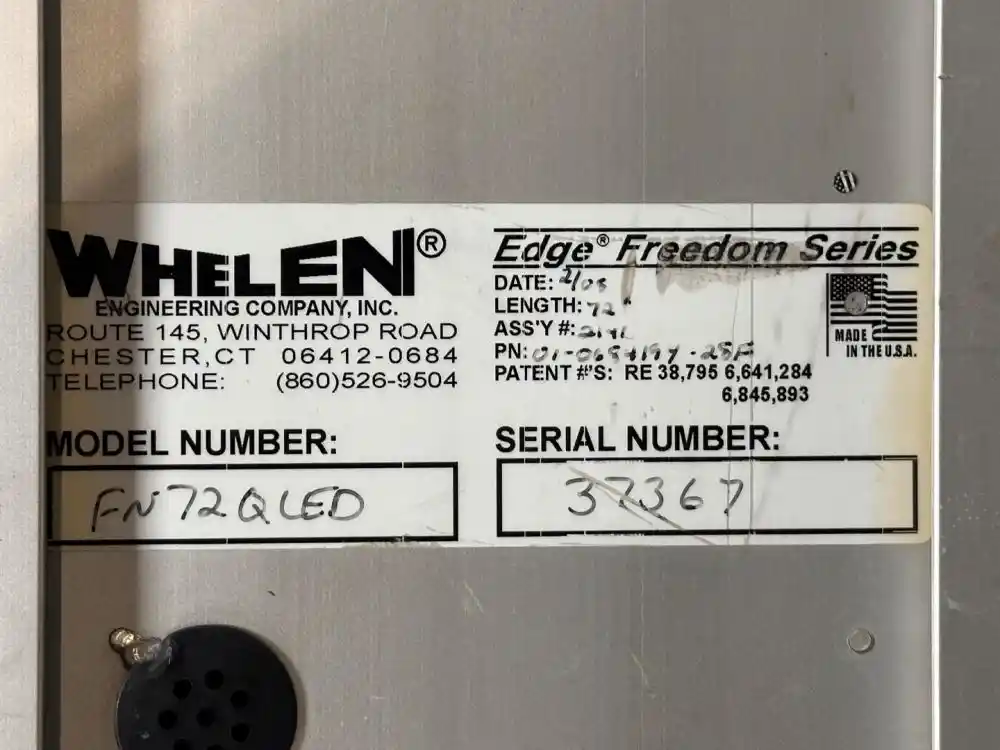 WHELEN®
ENGINEERING COMPANY, INC.
ROUTE 145, WINTHROP ROAD
CHESTER, CT 06412-0684
TELEPHONE: (860)526-9504
Edge® Freedom Series
DATE: 2/08
LENGTH: 72"
ASS'Y #:
PN:
PATENT #'S: RE 38,795 6,641,284
6,845,893
MADE
IN THE U.S.A.
MODEL NUMBER:
FN72QLED
SERIAL NUMBER:
37367